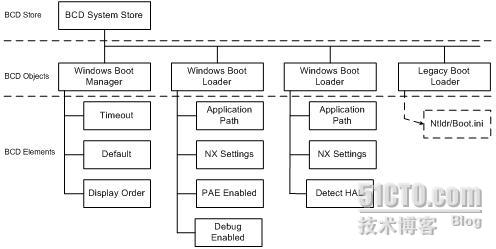 BCD Store
BCD System Store
BCD Objects
Windows Boot
Manager
Windows Boot
Loader
Windows Boot
Loader
Legacy Boot
Loader
BCD Elements
Timeout
Default
Display Order
Application
Path
NX Settings
PAE Enabled
Debug
Enabled
Application
Path
NX Settings
Detect HAL
Ntldr/Boot.ini
51CTO.com
技术博客 Blog